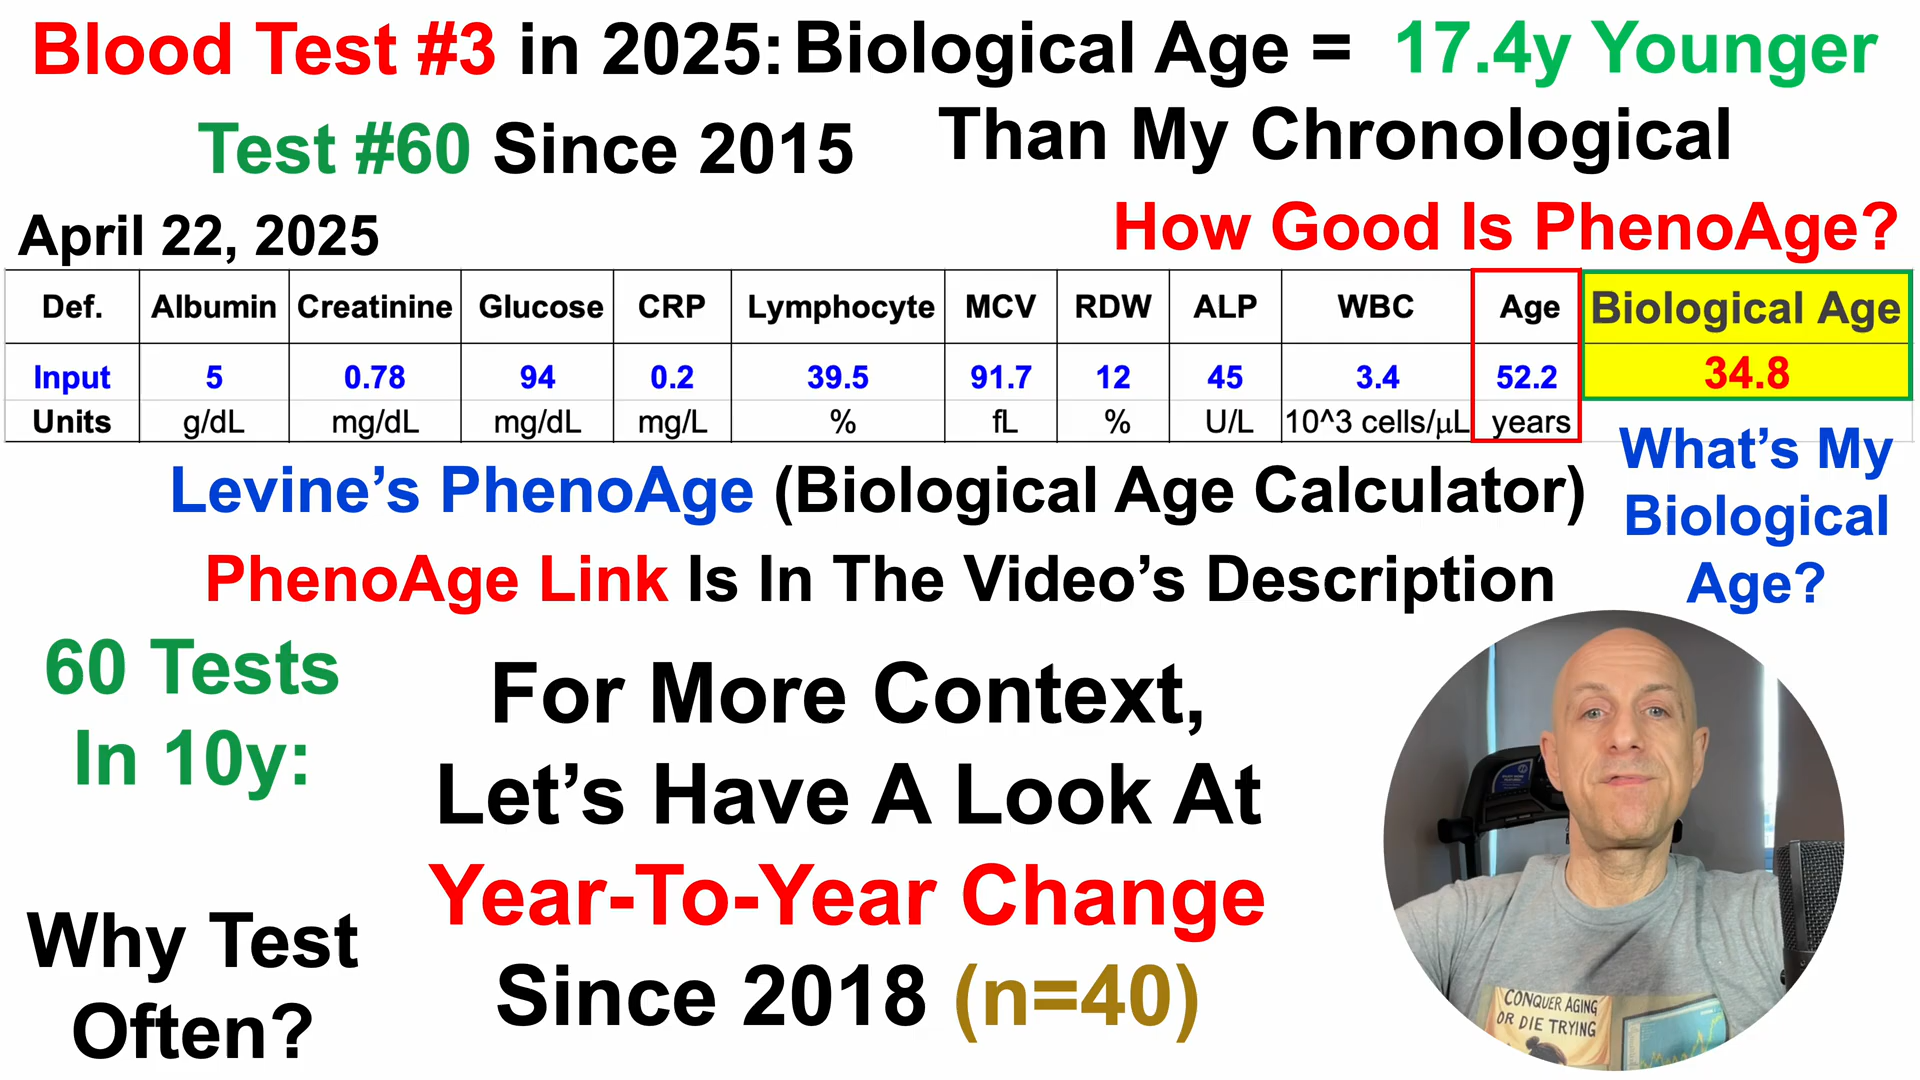 Blood Test #3 in 2025:
Test #60 Since 2015
Biological Age = 17.4y Younger
Than My Chronological
April 22, 2025
How Good Is PhenoAge?
Def. Albumin Creatinine Glucose CRP Lymphocyte MCV RDW ALP WBC Age Biological Age
Input 5 0.78 94 0.2 39.5 91.7 12 45 3.4 52.2 34.8
Units g/dL mg/dL mg/dL mg/L % fL % U/L 10^3 cells/μL years
Levine’s PhenoAge (Biological Age Calculator)
PhenoAge Link Is In The Video’s Description
What’s My
Biological
Age?
60 Tests
In 10y:
Why Test
Often?
For More Context,
Let’s Have A Look At
Year-To-Year Change
Since 2018 (n=40)
CONQUER AGING
OR DIE TRYING